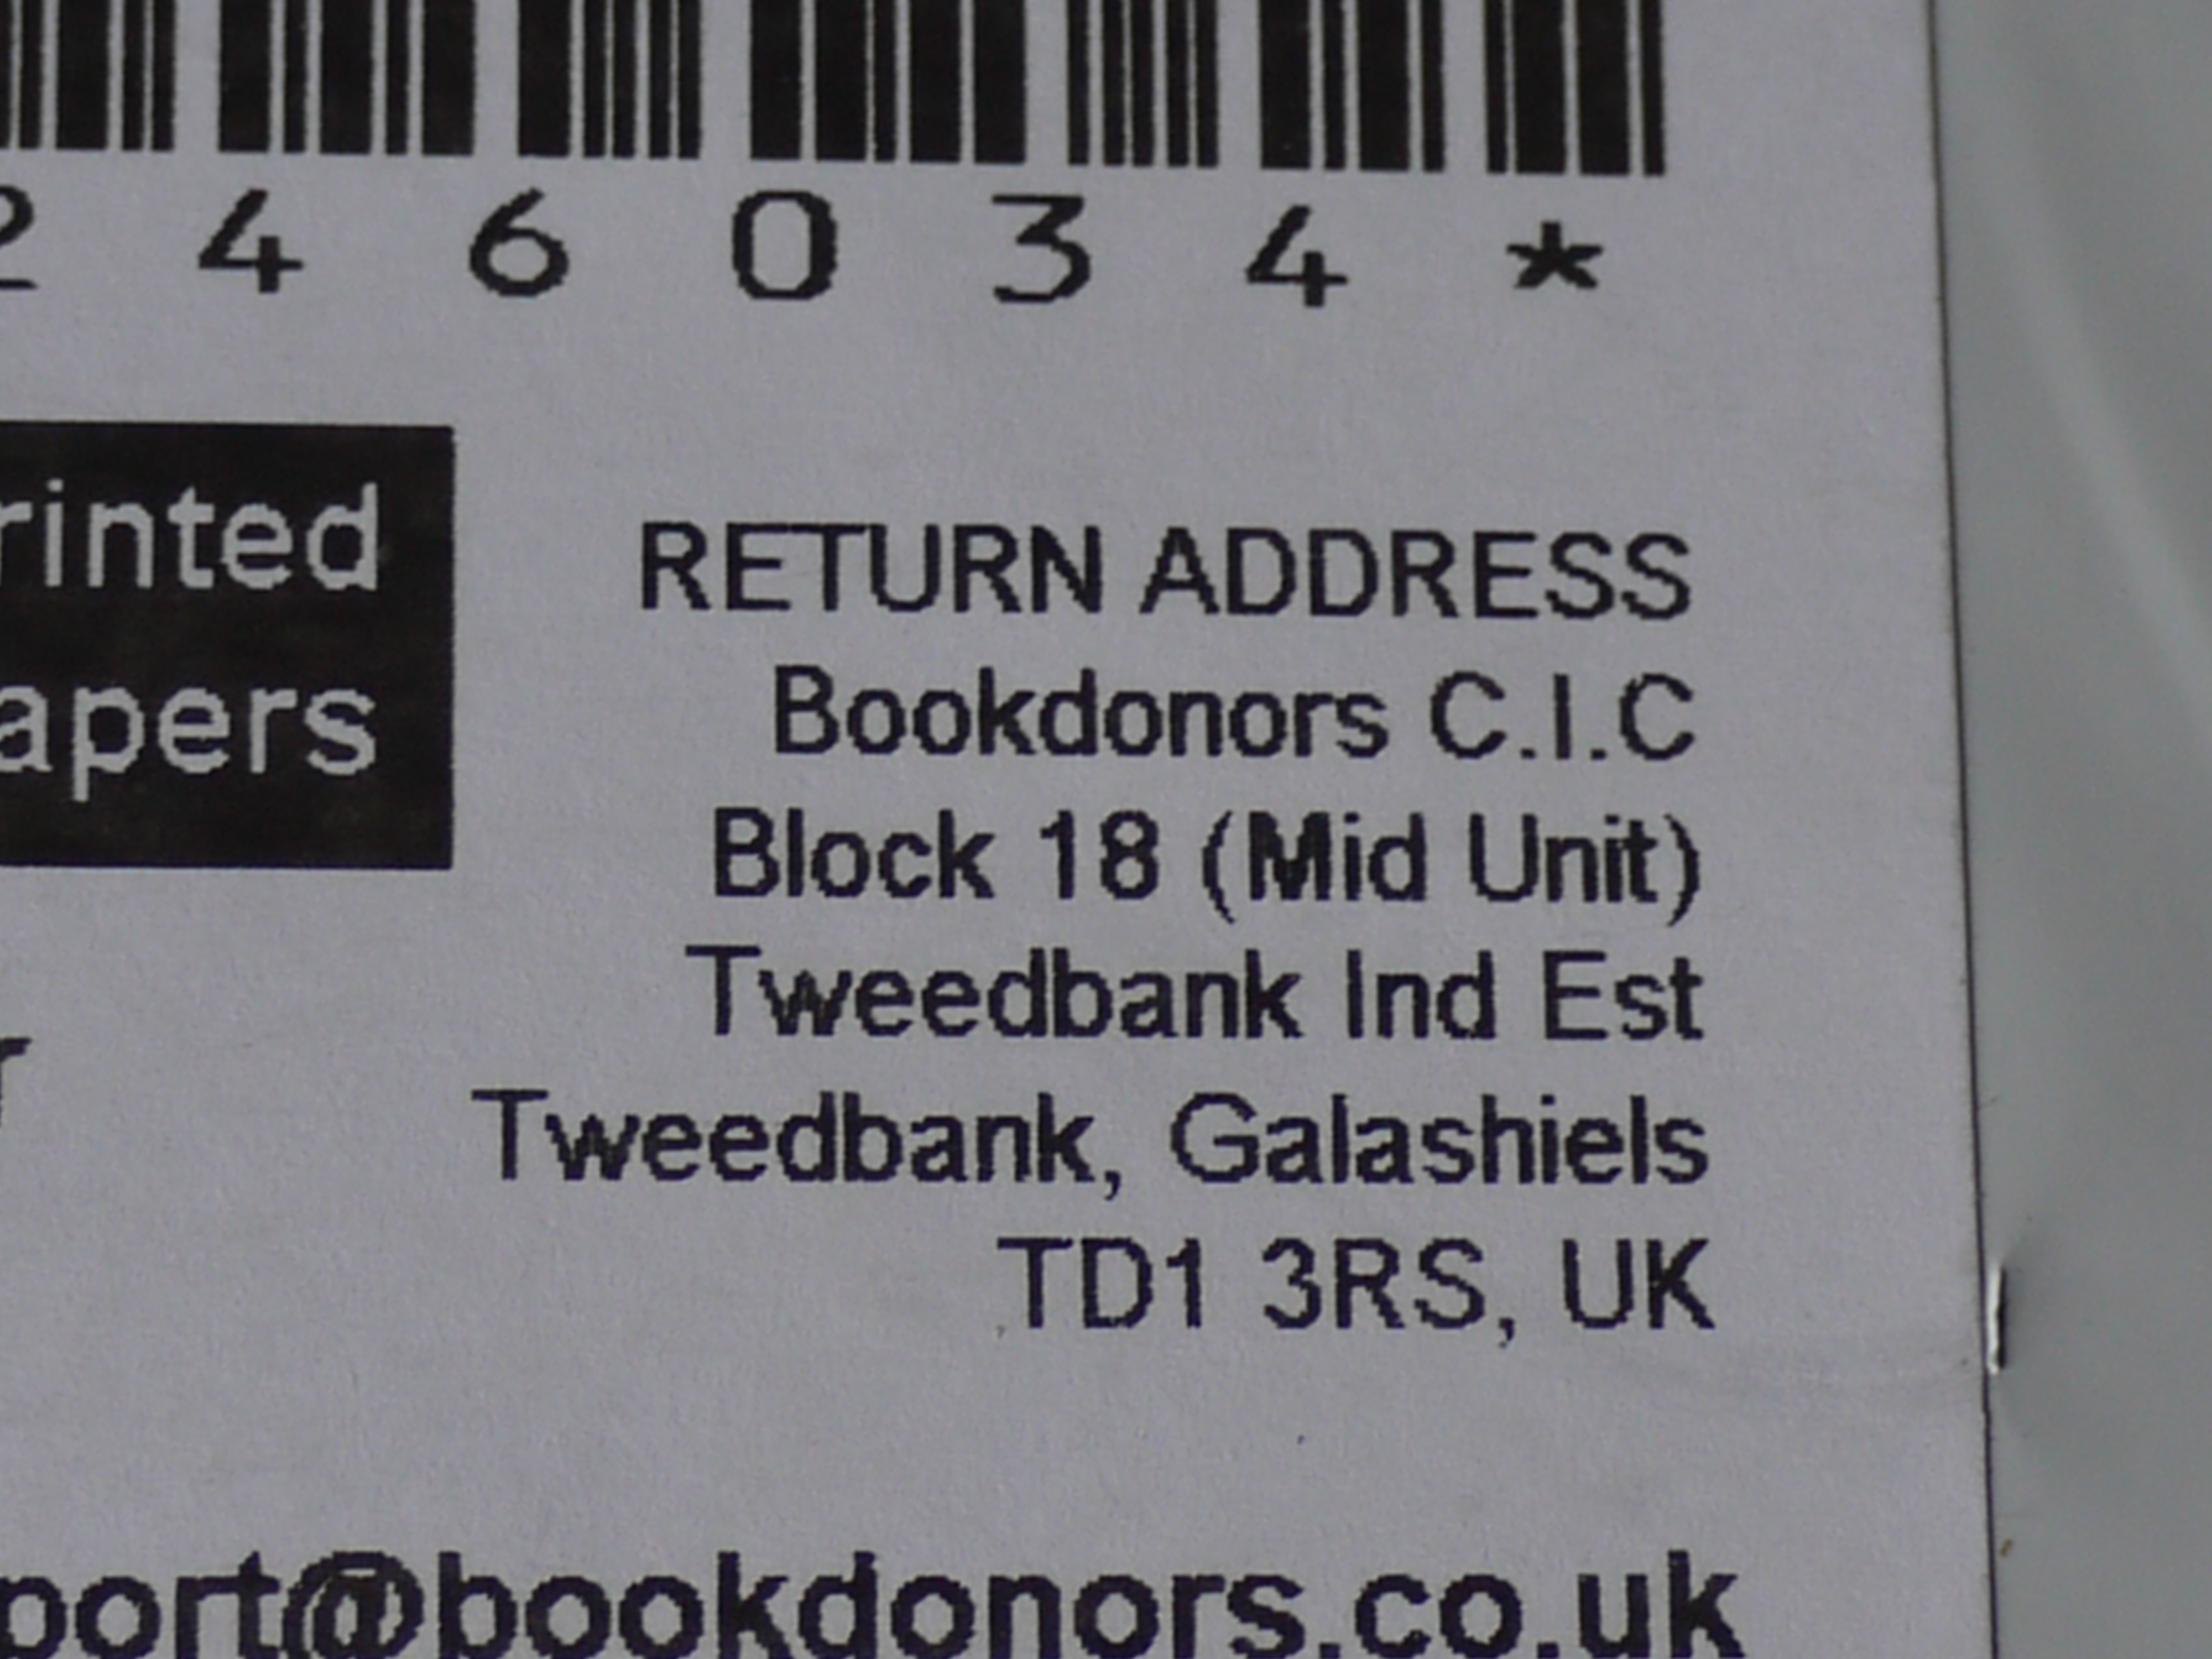 2 4 6 0 3 4 *
rinted
apers
RETURN ADDRESS
Bookdonors C.I.C
Block 18 (Mid Unit)
Tweedbank Ind Est
Tweedbank, Galashiels
TD1 3RS, UK
r
port@bookdonors.co.uk